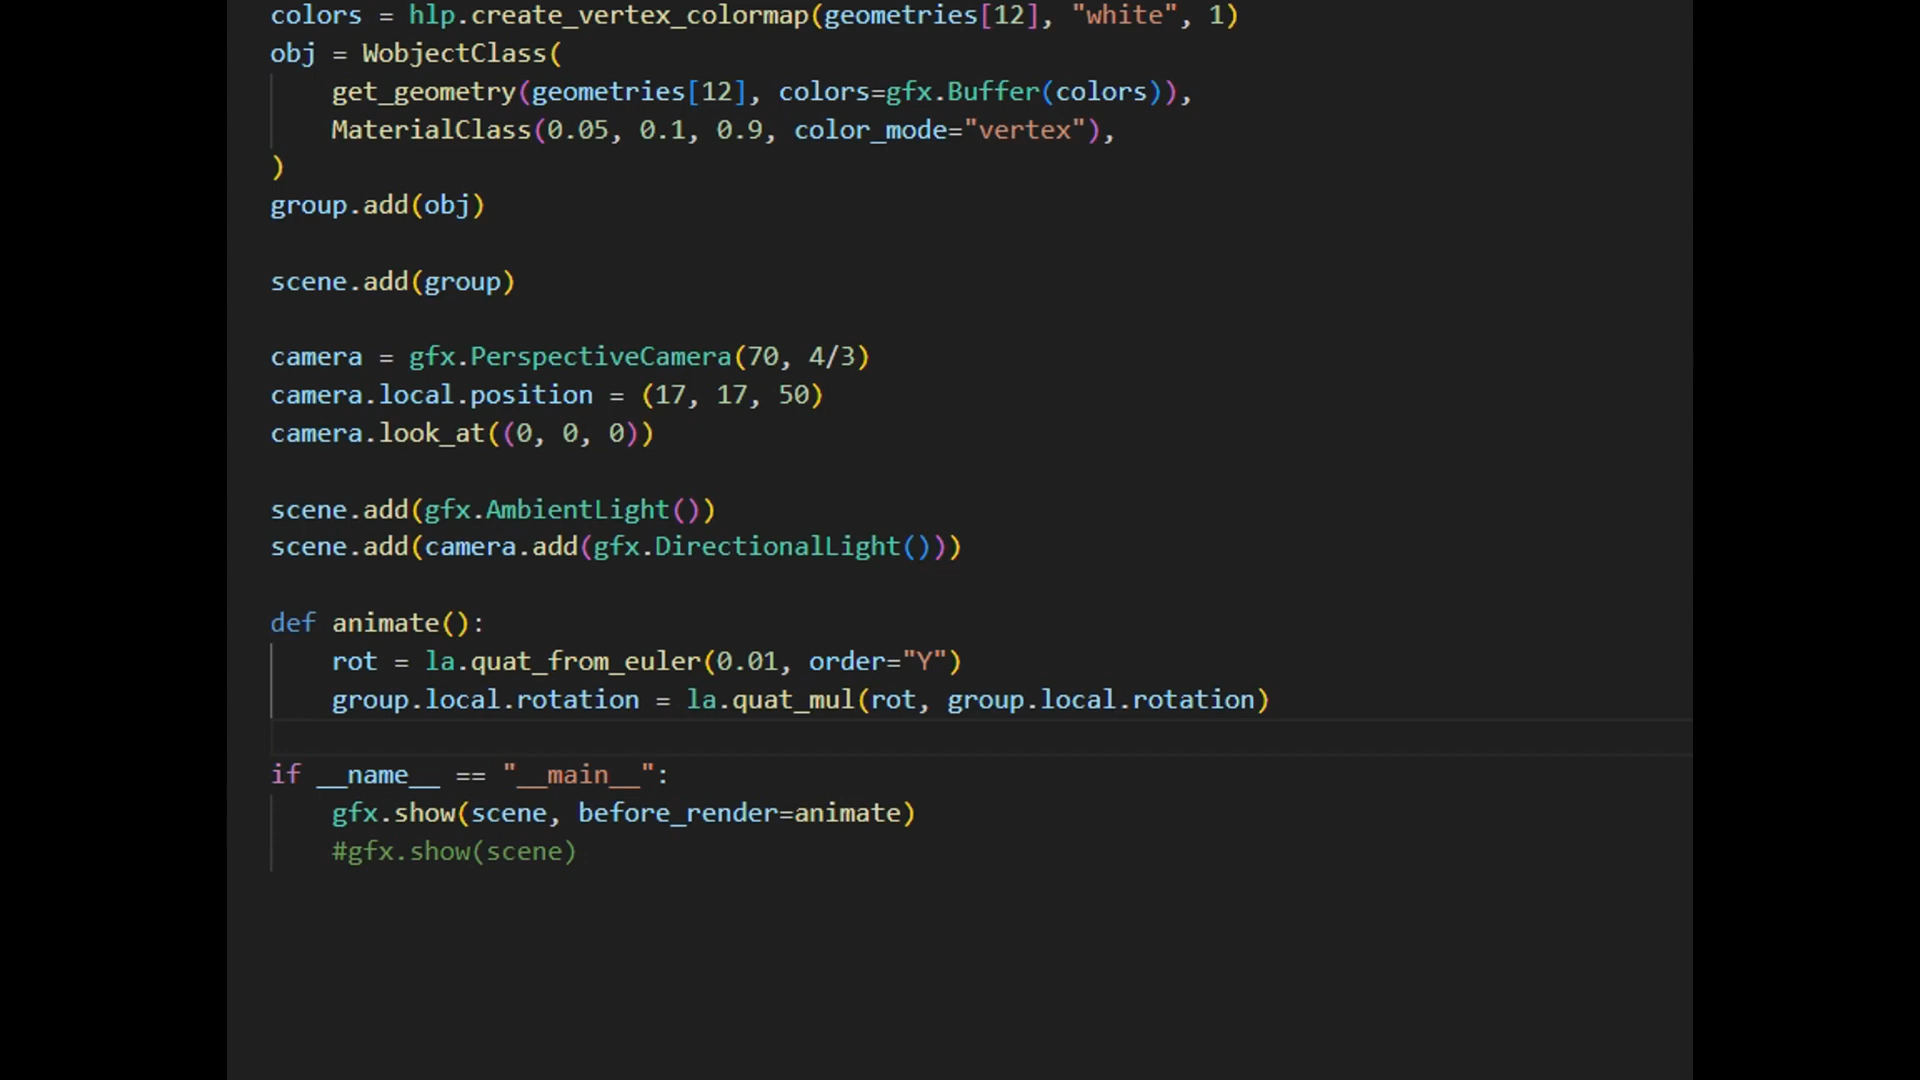 colors = hlp.create_vertex_colormap(geometries[12], "white", 1)
obj = WobjectClass(
    get_geometry(geometries[12], colors=gfx.Buffer(colors)),
    MaterialClass(0.05, 0.1, 0.9, color_mode="vertex"),
)
group.add(obj)
scene.add(group)
camera = gfx.PerspectiveCamera(70, 4/3)
camera.local.position = (17, 17, 50)
camera.look_at((0, 0, 0))
scene.add(gfx.AmbientLight())
scene.add(camera.add(gfx.DirectionalLight()))
def animate():
    rot = la.quat_from_euler(0.01, order="Y")
    group.local.rotation = la.quat_mul(rot, group.local.rotation)
if __name__ == "__main__":
    gfx.show(scene, before_render=animate)
    #gfx.show(scene)